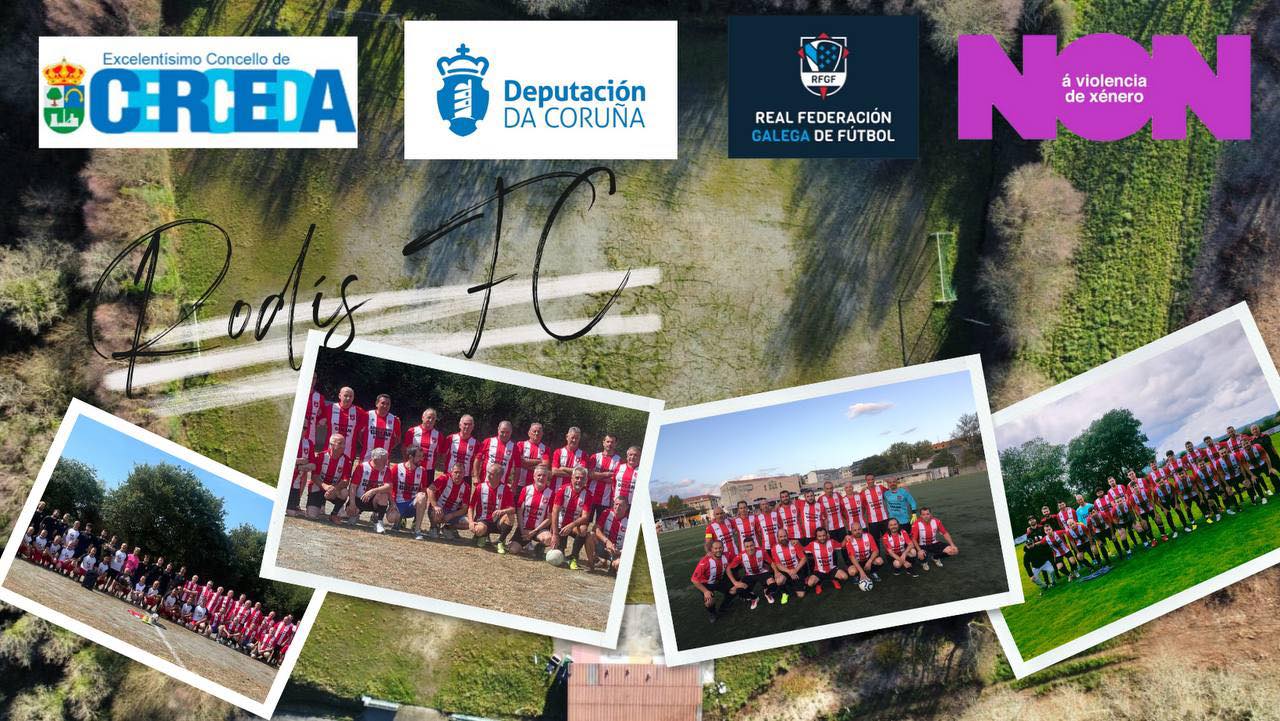 Excelentísimo Concello de
CERCEDA
Deputación
DA CORUÑA
RFGF
REAL FEDERACIÓN
GALEGA DE FÚTBOL
NON
á violencia
de xénero
Rodís FC